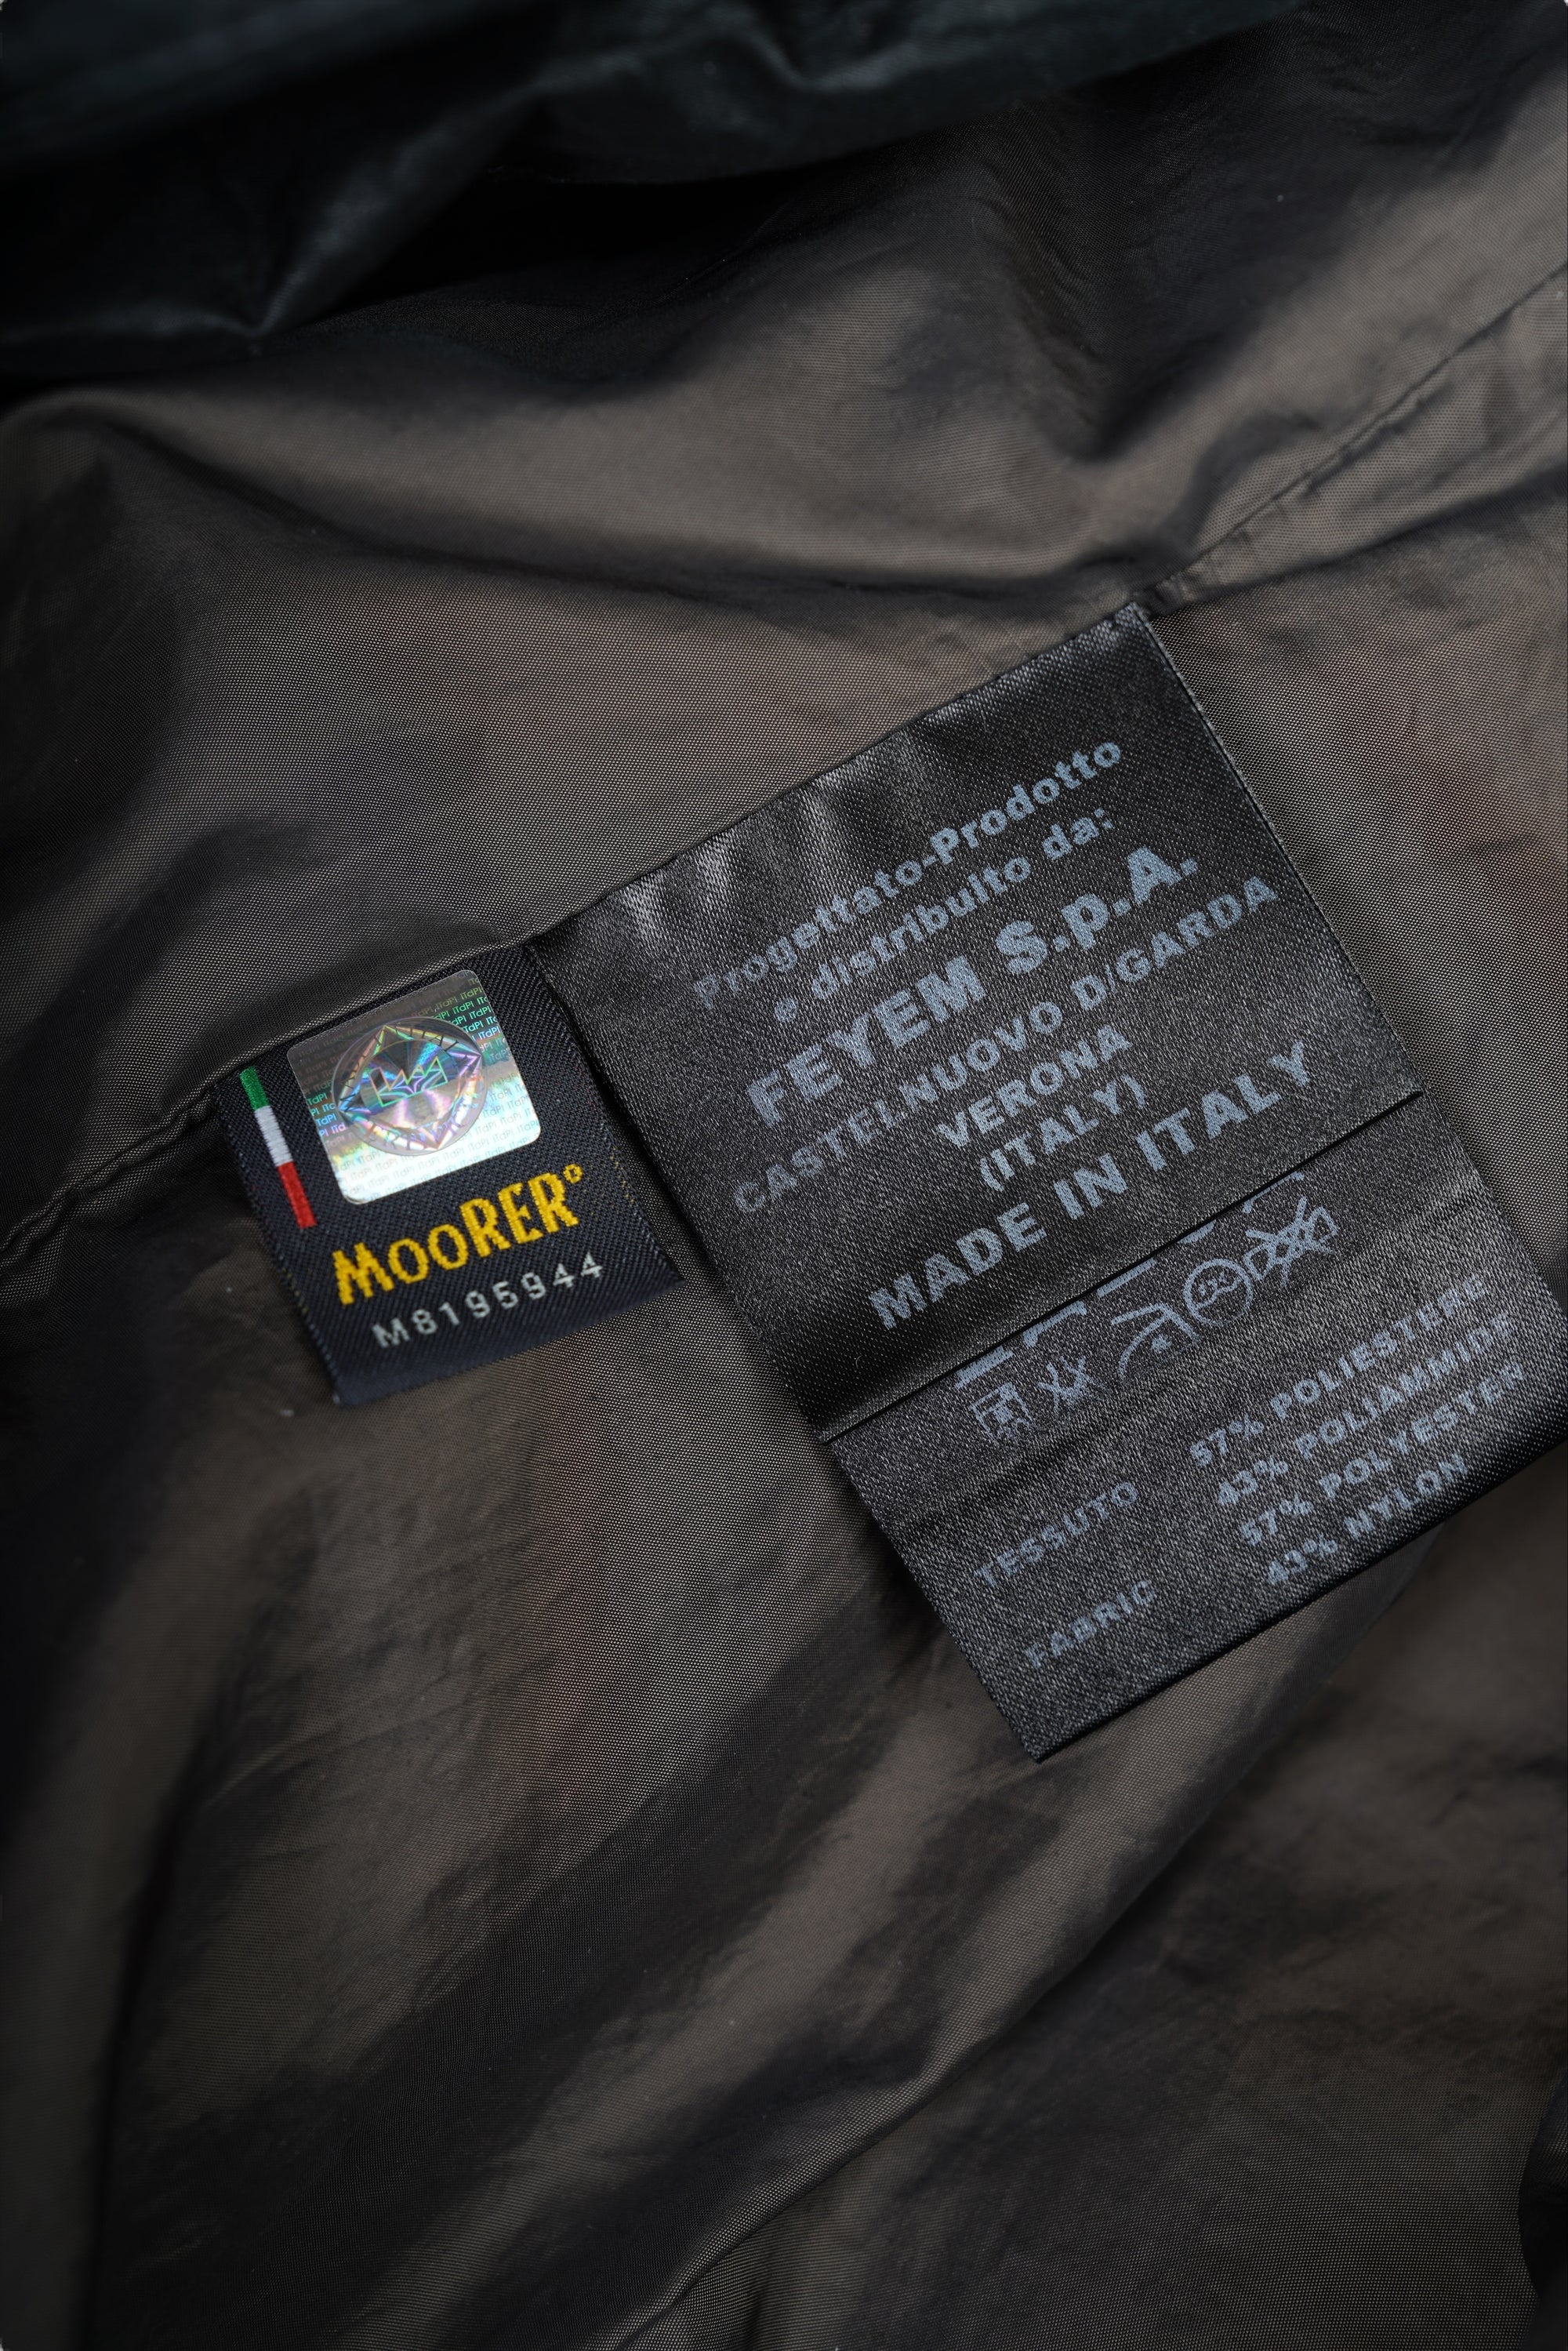 MOORER
M8195944
Progettato-Prodotto
e distribuito da:
FEYEM S.p.A.
CASTELNUOVO D/GARDA
VERONA
(ITALY)
MADE IN ITALY
TESSUTO 57% POLIESTERE
43% POLIAMMIDE
FABRIC 57% POLYESTER
43% NYLON